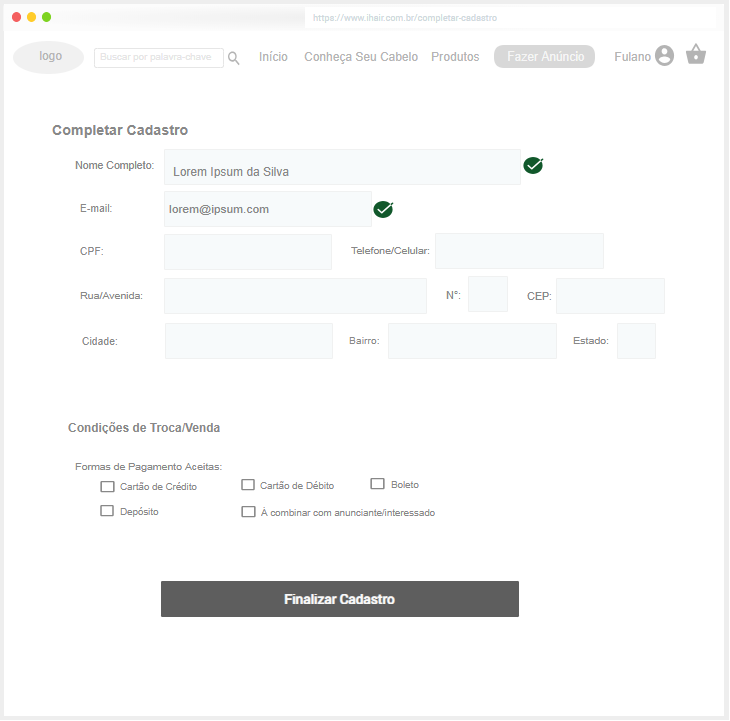 https://www.ihair.com.br/completar-cadastro
logo
Buscar por palavra-chave
Início
Conheça Seu Cabelo
Produtos
Fazer Anúncio
Fulano
Completar Cadastro
Nome Completo:
Lorem Ipsum da Silva
E-mail:
lorem@ipsum.com
CPF:
Telefone/Celular:
Rua/Avenida:
N°:
CEP:
Cidade:
Bairro:
Estado:
Condições de Troca/Venda
Formas de Pagamento Aceitas:
Cartão de Crédito
Cartão de Débito
Boleto
Depósito
À combinar com anunciante/interessado
Finalizar Cadastro